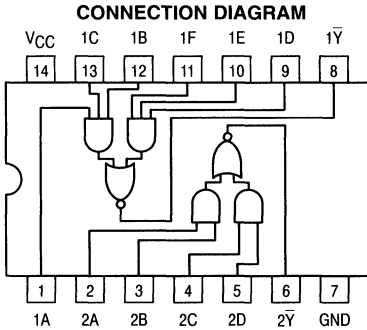 CONNECTION DIAGRAM
VCC 1C 1B 1F 1E 1D 1Y̅
14 13 12 11 10 9 8
1 2 3 4 5 6 7
1A 2A 2B 2C 2D 2Y̅ GND